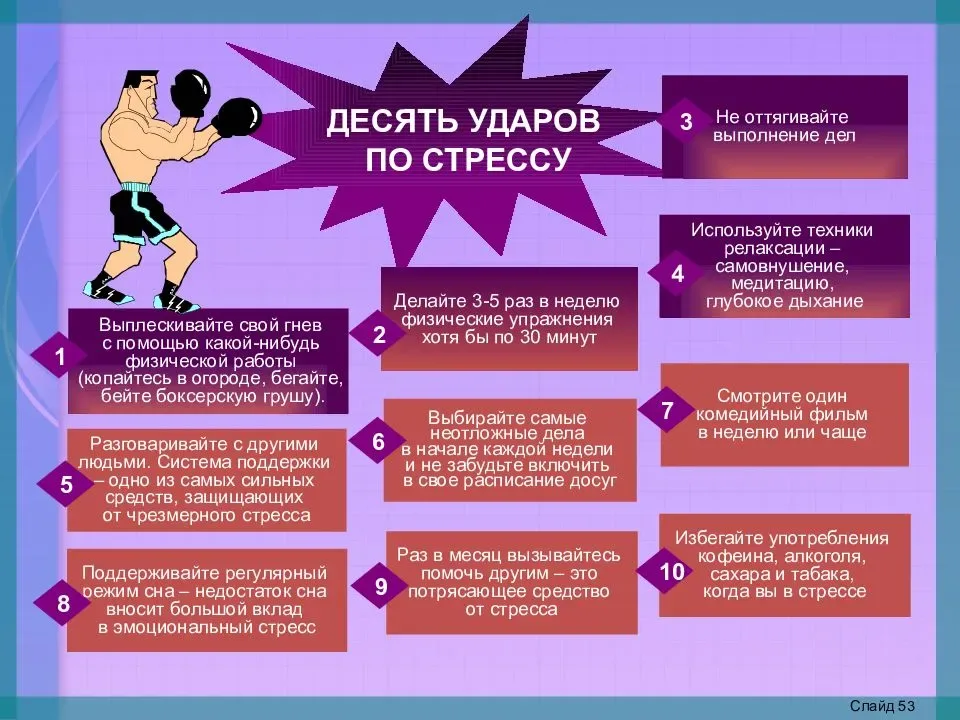 ДЕСЯТЬ УДАРОВ
ПО СТРЕССУ
1
Выплескивайте свой гнев
с помощью какой-нибудь
физической работы
(копайтесь в огороде, бегайте,
бейте боксерскую грушу).
2
Делайте 3-5 раз в неделю
физические упражнения
хотя бы по 30 минут
3
Не оттягивайте
выполнение дел
4
Используйте техники
релаксации –
самовнушение,
медитацию,
глубокое дыхание
5
Разговаривайте с другими
людьми. Система поддержки
– одно из самых сильных
средств, защищающих
от чрезмерного стресса
6
Выбирайте самые
неотложные дела
в начале каждой недели
и не забудьте включить
в свое расписание досуг
7
Смотрите один
комедийный фильм
в неделю или чаще
8
Поддерживайте регулярный
режим сна – недостаток сна
вносит большой вклад
в эмоциональный стресс
9
Раз в месяц вызывайтесь
помочь другим – это
потрясающее средство
от стресса
10
Избегайте употребления
кофеина, алкоголя,
сахара и табака,
когда вы в стрессе
Слайд 53